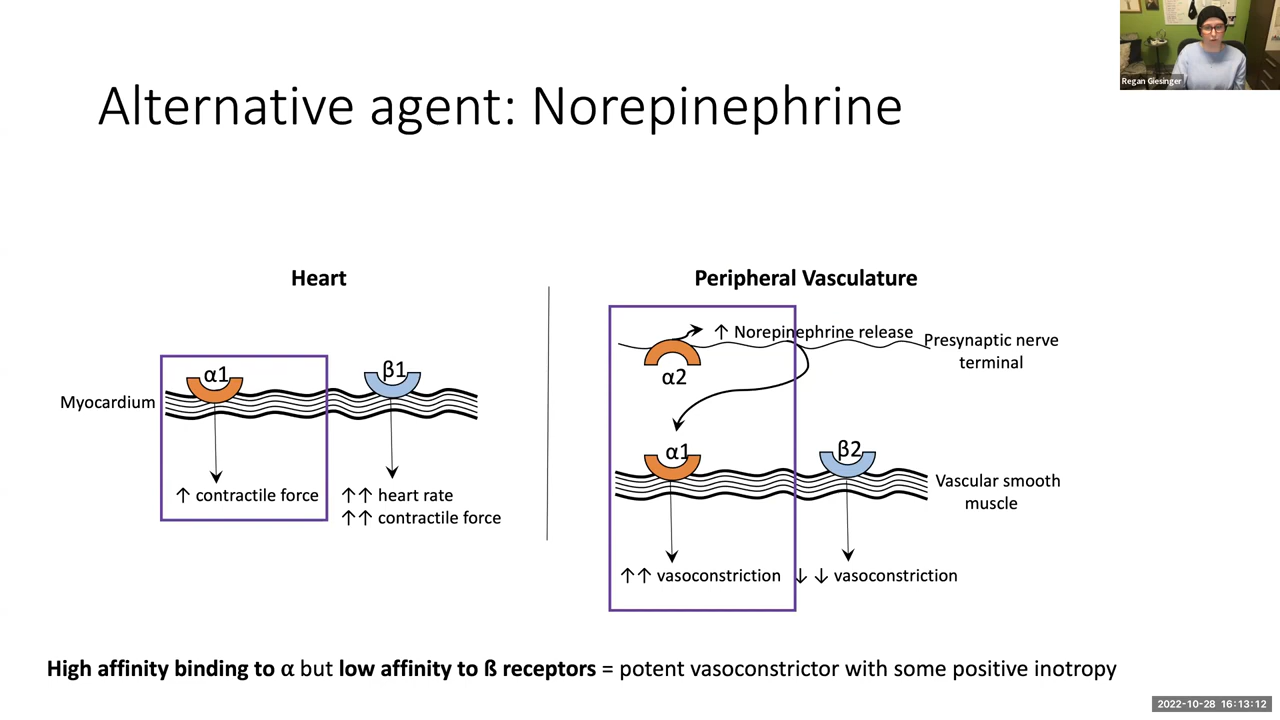 Regan Giesinger
Alternative agent: Norepinephrine
Heart
Myocardium
α1
β1
↑ contractile force
↑↑ heart rate
↑↑ contractile force
Peripheral Vasculature
↑ Norepinephrine release
Presynaptic nerve
terminal
α2
α1
β2
Vascular smooth
muscle
↑↑ vasoconstriction
↓ ↓ vasoconstriction
High affinity binding to α but low affinity to ß receptors = potent vasoconstrictor with some positive inotropy
2022-10-28 16:13:12